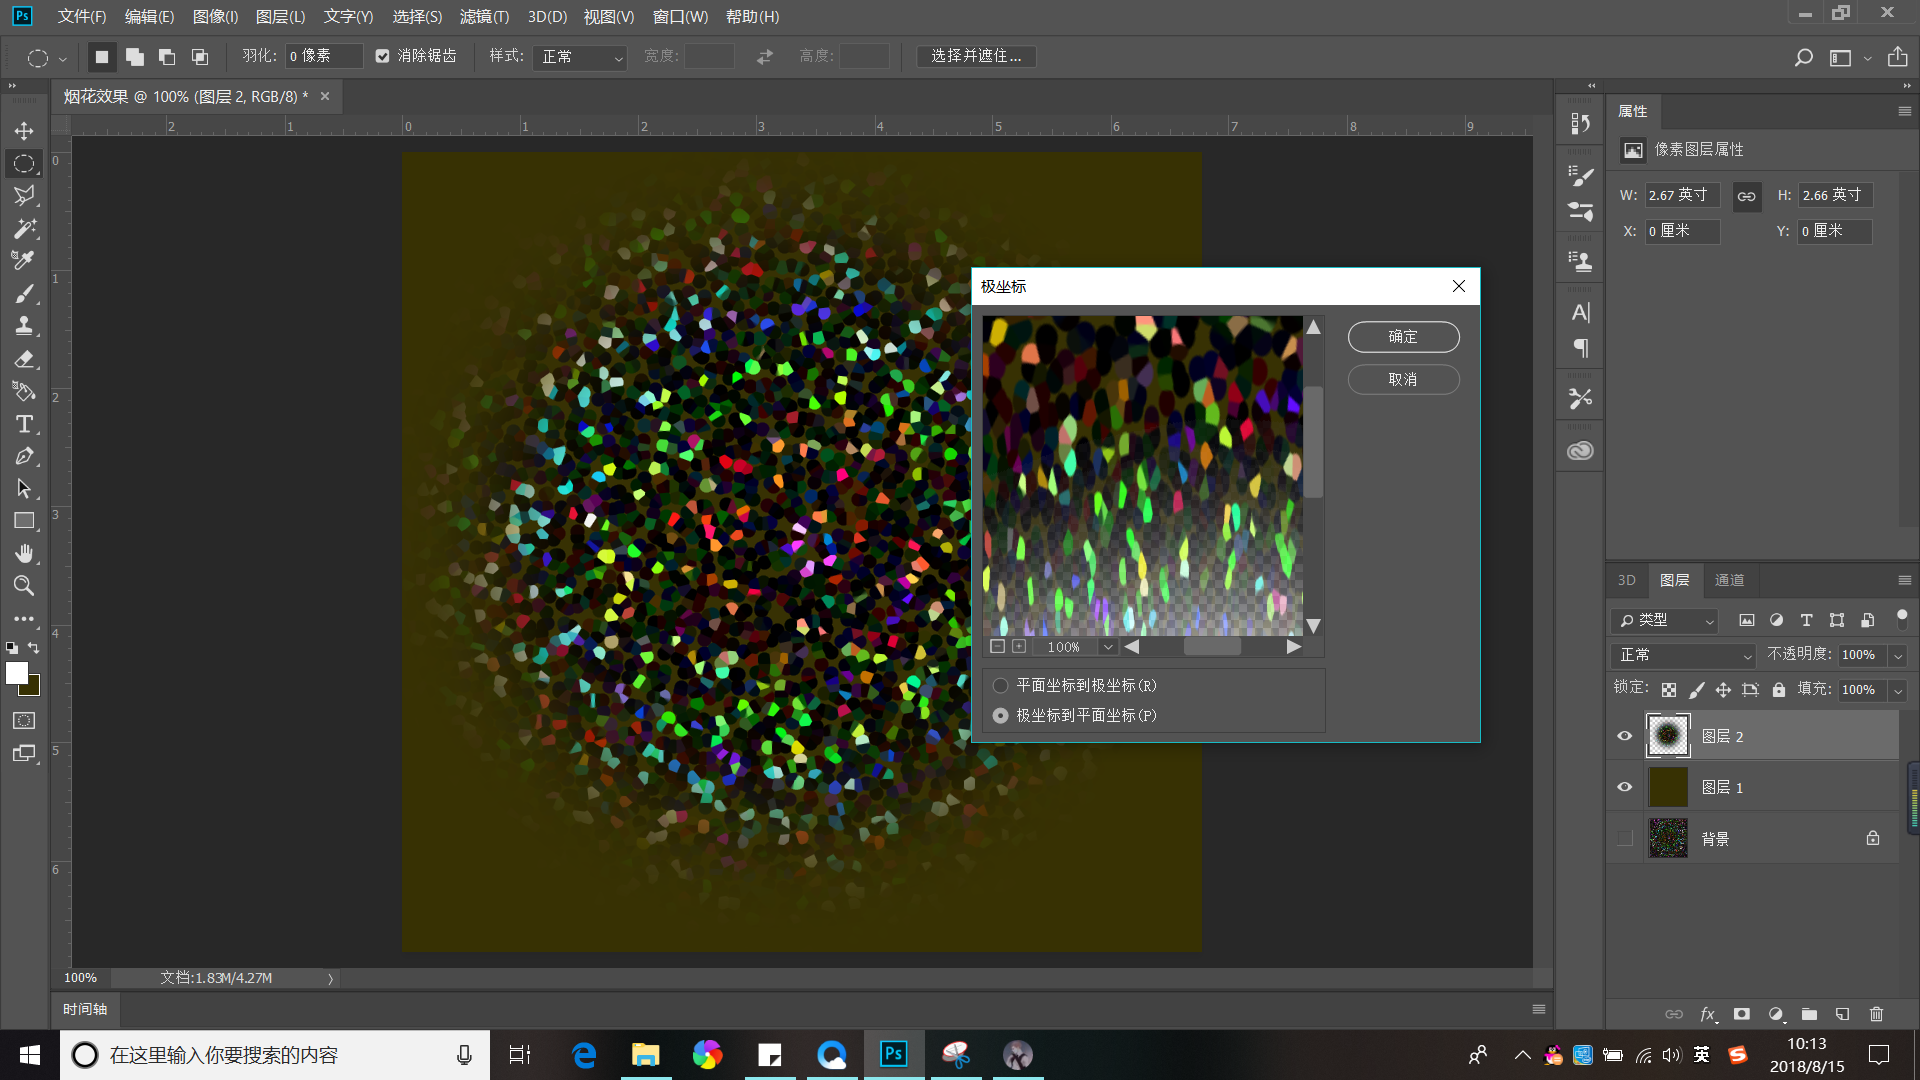 Ps 文件(F) 编辑(E) 图像(I) 图层(L) 文字(Y) 选择(S) 滤镜(T) 3D(D) 视图(V) 窗口(W) 帮助(H)
羽化: 0 像素 消除锯齿 样式: 正常 宽度: 高度: 选择并遮住...
烟花效果 @ 100% (图层 2, RGB/8) * ×
2 1 0 1 2 3 4 5 6 7 8 9
0
1
2
3
4
5
6
极坐标
确定
取消
100%
平面坐标到极坐标(R)
极坐标到平面坐标(P)
属性
像素图层属性
W: 2.67 英寸 H: 2.66 英寸
X: 0 厘米 Y: 0 厘米
3D 图层 通道
类型
正常 不透明度: 100%
锁定: 填充: 100%
图层 2
图层 1
背景
fx
100% 文档:1.83M/4.27M
时间轴
在这里输入你要搜索的内容
Ps
英
10:13
2018/8/15